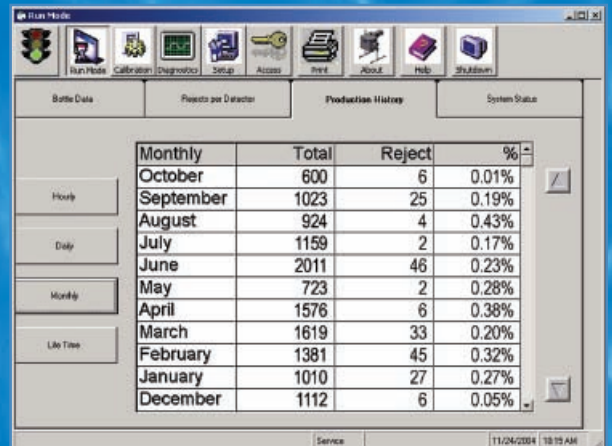 Run Mode
Run Mode Calibration Diagnostics Setup Access Print About Help Shutdown
Bottle Data Rejects per Detector Production History System Status
Monthly Total Reject %
October 600 6 0.01%
September 1023 25 0.19%
Hourly
August 924 4 0.43%
July 1159 2 0.17%
Daily
June 2011 46 0.23%
May 723 2 0.28%
Monthly
April 1576 6 0.38%
March 1619 33 0.20%
Life Time
February 1381 45 0.32%
January 1010 27 0.27%
December 1112 6 0.05%
Service 11/24/2004 10:15 AM